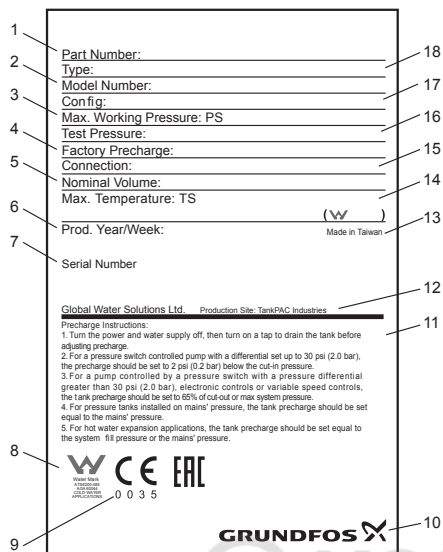 1
2
3
4
5
6
7
8
9
18
17
16
15
14
13
12
11
10
Part Number:
Type:
Model Number:
Config:
Max. Working Pressure: PS
Test Pressure:
Factory Precharge:
Connection:
Nominal Volume:
Max. Temperature: TS
( )
Prod. Year/Week:
Made in Taiwan
Serial Number
Global Water Solutions Ltd. Production Site: TankPAC Industries
Precharge Instructions:
1. Turn the power and water supply off, then turn on a tap to drain the tank before
adjusting precharge.
2. For a pressure switch controlled pump with a differential set up to 30 psi (2.0 bar),
the precharge should be set to 2 psi (0.2 bar) below the cut-in pressure.
3. For a pump controlled by a pressure switch with a pressure differential
greater than 30 psi (2.0 bar), electronic controls or variable speed controls,
the tank precharge should be set to 65% of cut-out or max system pressure.
4. For pressure tanks installed on mains' pressure, the tank precharge should be set
equal to the mains' pressure.
5. For hot water expansion applications, the tank precharge should be set equal to
the system fill pressure or the mains' pressure.
Water Mark
COLD WATER
APPLICATIONS
CE EAC
0 0 3 5
GRUNDFOS